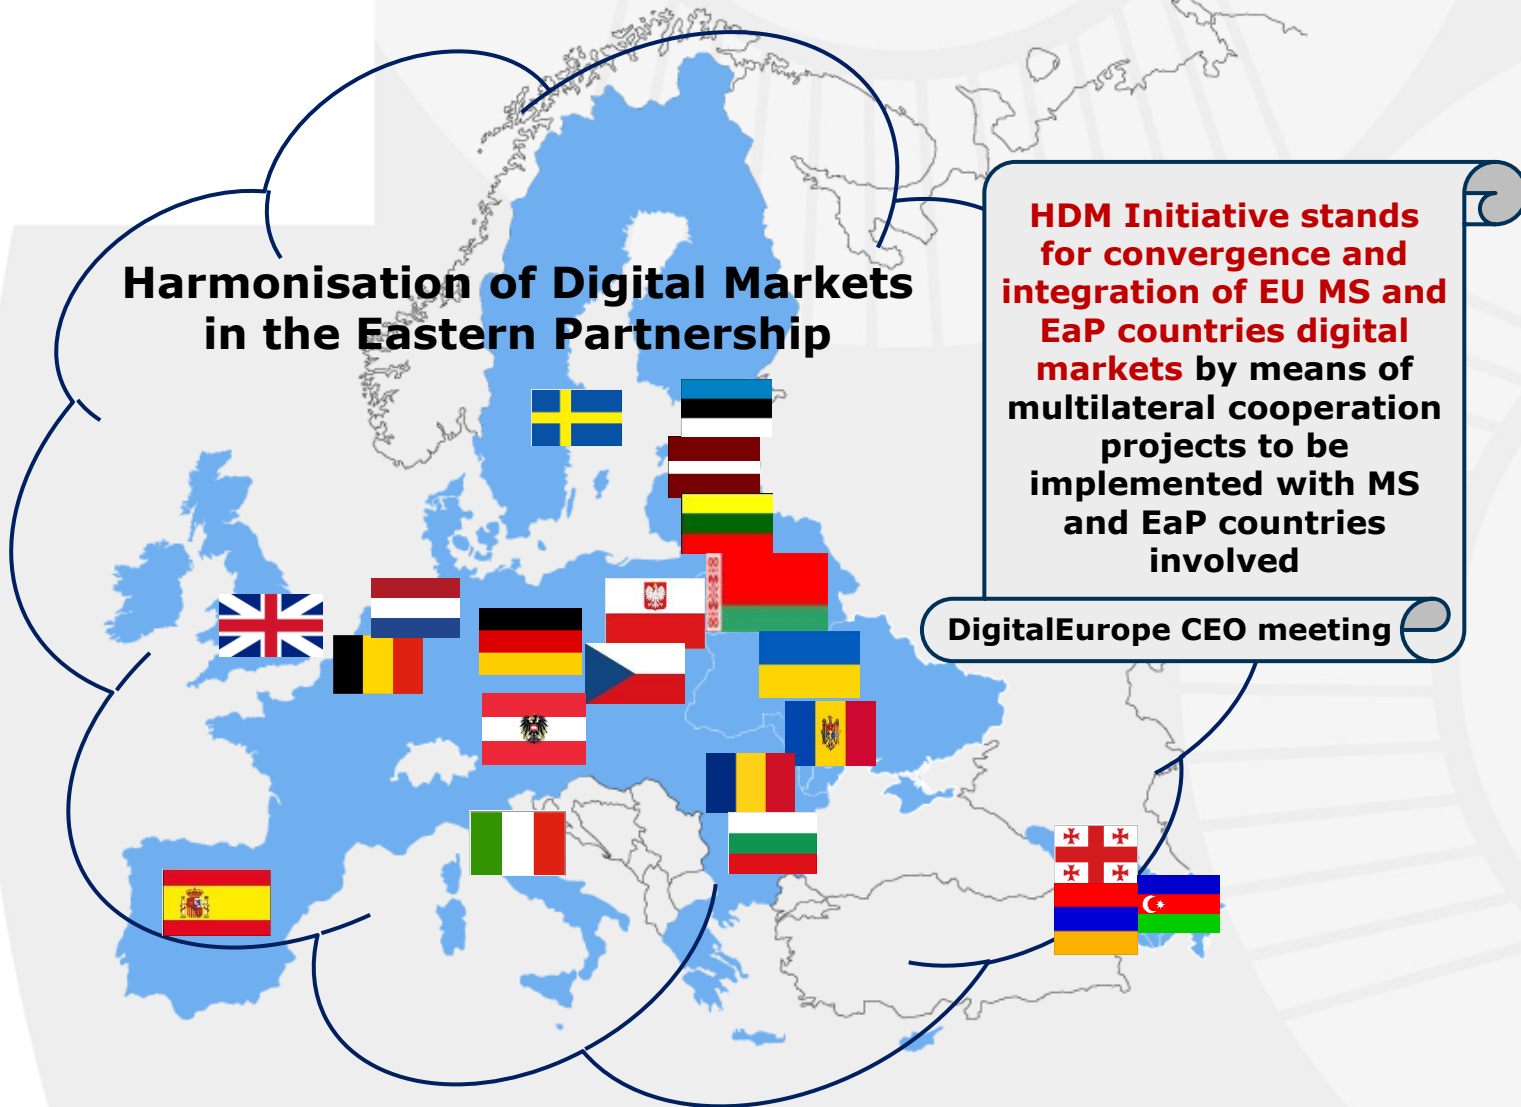 Harmonisation of Digital Markets
in the Eastern Partnership
HDM Initiative stands
for convergence and
integration of EU MS and
EaP countries digital
markets by means of
multilateral cooperation
projects to be
implemented with MS
and EaP countries
involved
DigitalEurope CEO meeting